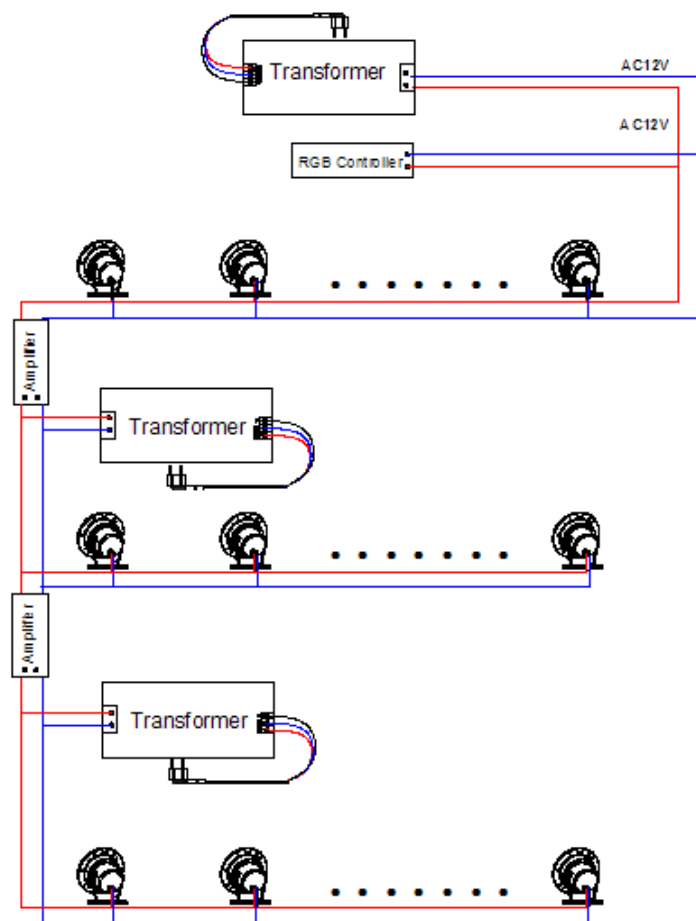 Transformer
AC12V
AC12V
RGB Controller
Amplifier
Transformer
Amplifier
Transformer